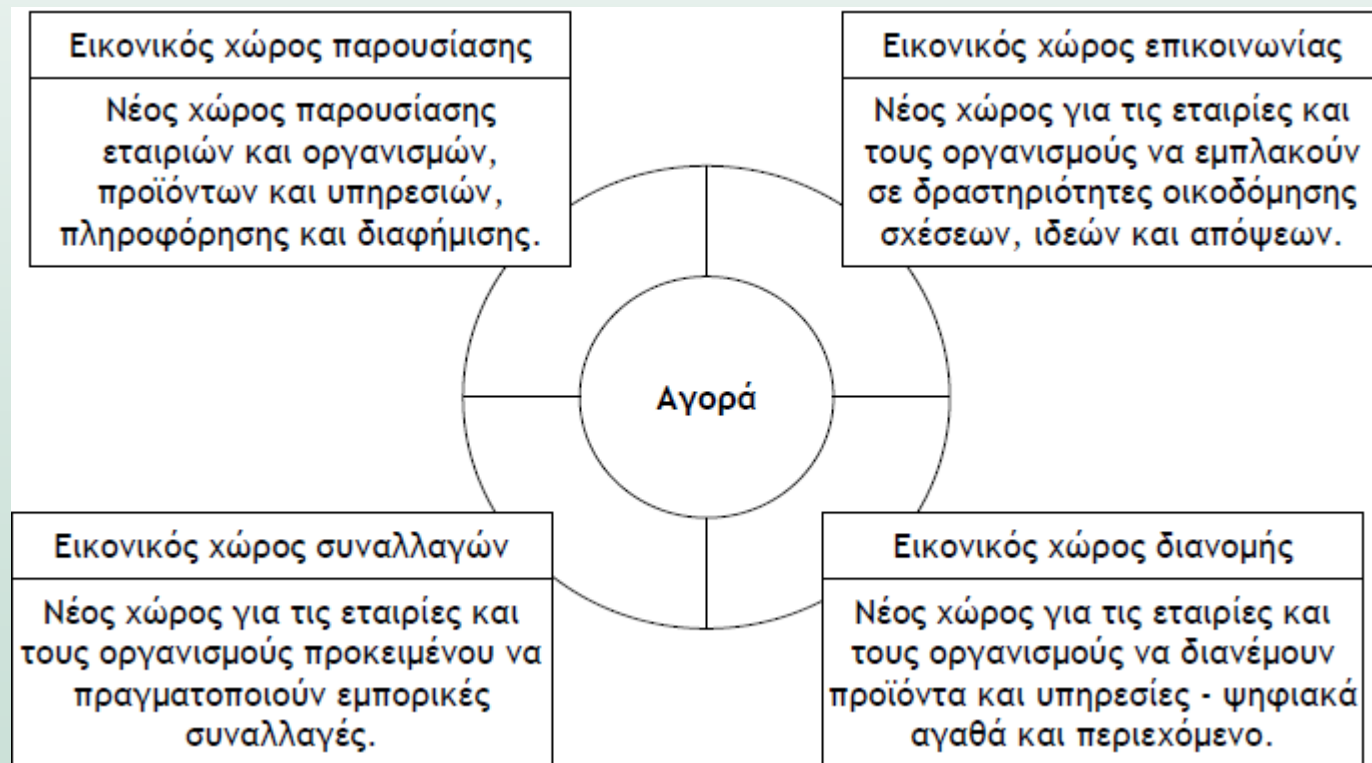 Εικονικός χώρος παρουσίασης
Νέος χώρος παρουσίασης
εταιριών και οργανισμών,
προϊόντων και υπηρεσιών,
πληροφόρησης και διαφήμισης.
Εικονικός χώρος επικοινωνίας
Νέος χώρος για τις εταιρίες και
τους οργανισμούς να εμπλακούν
σε δραστηριότητες οικοδόμησης
σχέσεων, ιδεών και απόψεων.
Αγορά
Εικονικός χώρος συναλλαγών
Νέος χώρος για τις εταιρίες και
τους οργανισμούς προκειμένου να
πραγματοποιούν εμπορικές
συναλλαγές.
Εικονικός χώρος διανομής
Νέος χώρος για τις εταιρίες και
τους οργανισμούς να διανέμουν
προϊόντα και υπηρεσίες - ψηφιακά
αγαθά και περιεχόμενο.